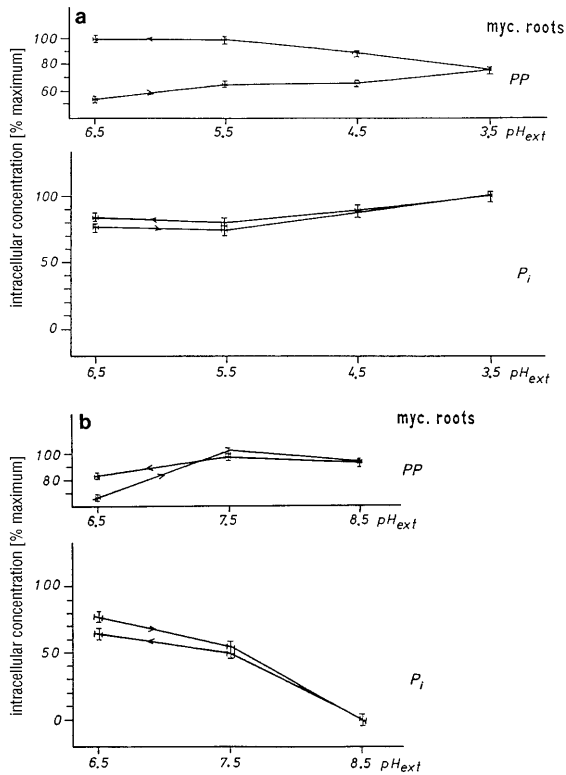 a
myc. roots
100
80
60
PP
6.5 5.5 4.5 3.5 pHext
intracellular concentration [% maximum]
100
50
0
Pi
6.5 5.5 4.5 3.5 pHext
b
myc. roots
100
80
PP
6.5 7.5 8.5 pHext
intracellular concentration [% maximum]
100
50
0
Pi
6.5 7.5 8.5 pHext